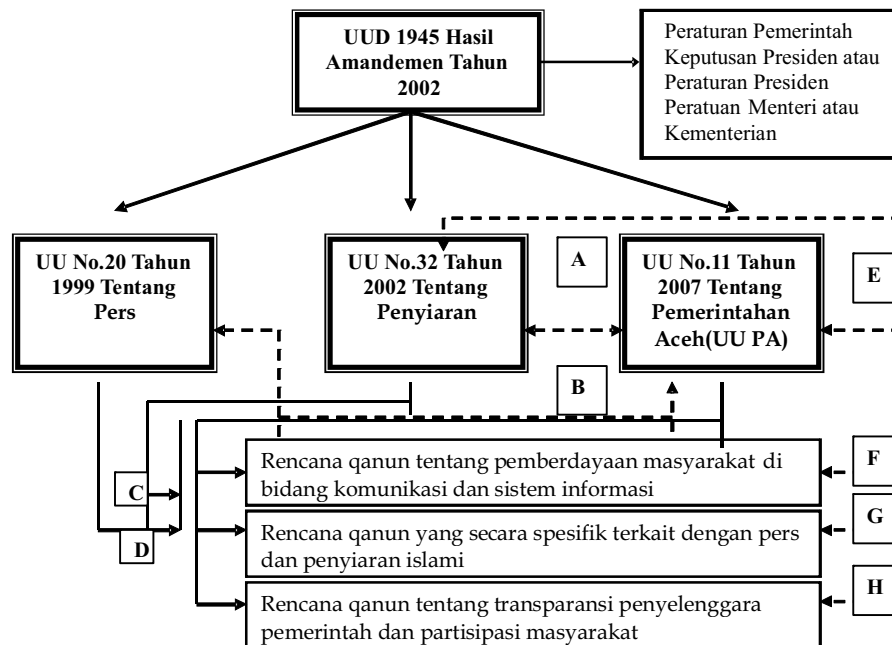 UUD 1945 Hasil
Amandemen Tahun
2002
Peraturan Pemerintah
Keputusan Presiden atau
Peraturan Presiden
Peratuan Menteri atau
Kementerian
UU No.20 Tahun
1999 Tentang
Pers
UU No.32 Tahun
2002 Tentang
Penyiaran
A
UU No.11 Tahun
2007 Tentang
Pemerintahan
Aceh(UU PA)
E
B
C
D
Rencana qanun tentang pemberdayaan masyarakat di
bidang komunikasi dan sistem informasi
F
Rencana qanun yang secara spesifik terkait dengan pers
dan penyiaran islami
G
Rencana qanun tentang transparansi penyelenggara
pemerintah dan partisipasi masyarakat
H